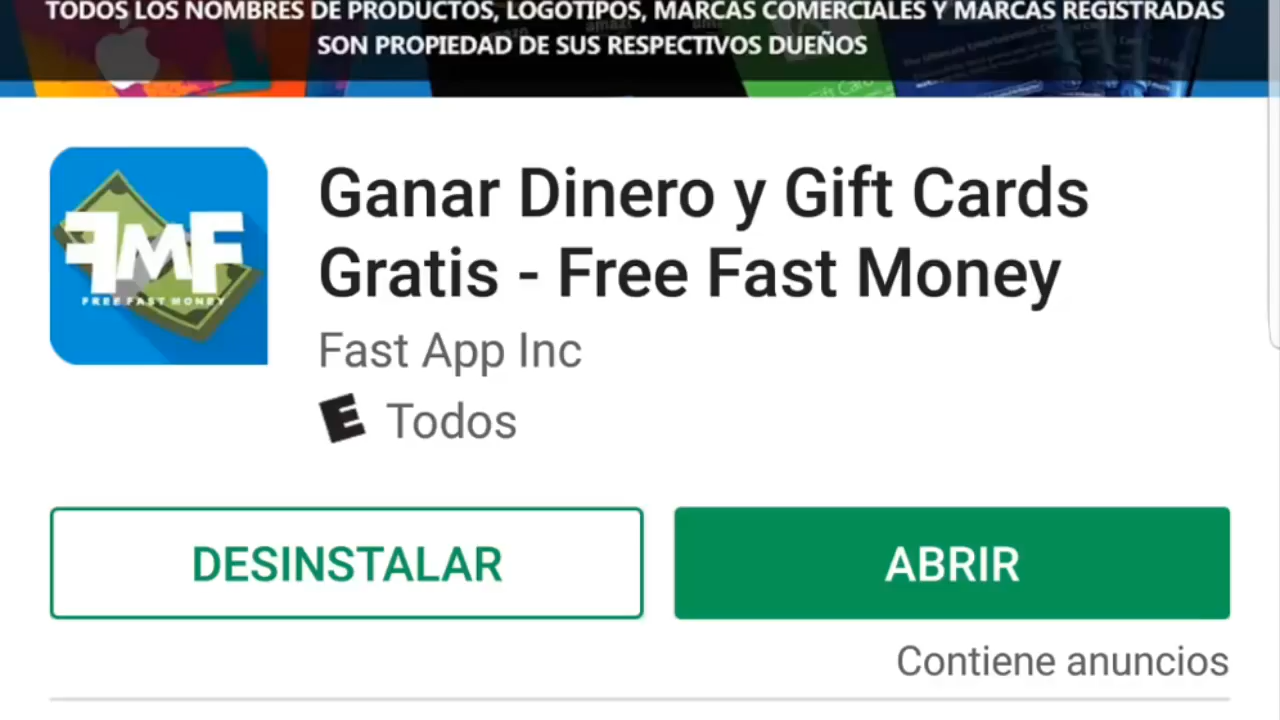 TODOS LOS NOMBRES DE PRODUCTOS, LOGOTIPOS, MARCAS COMERCIALES Y MARCAS REGISTRADAS
SON PROPIEDAD DE SUS RESPECTIVOS DUEÑOS
Ganar Dinero y Gift Cards
Gratis - Free Fast Money
FMF
FREE FAST MONEY
Fast App Inc
E Todos
DESINSTALAR
ABRIR
Contiene anuncios